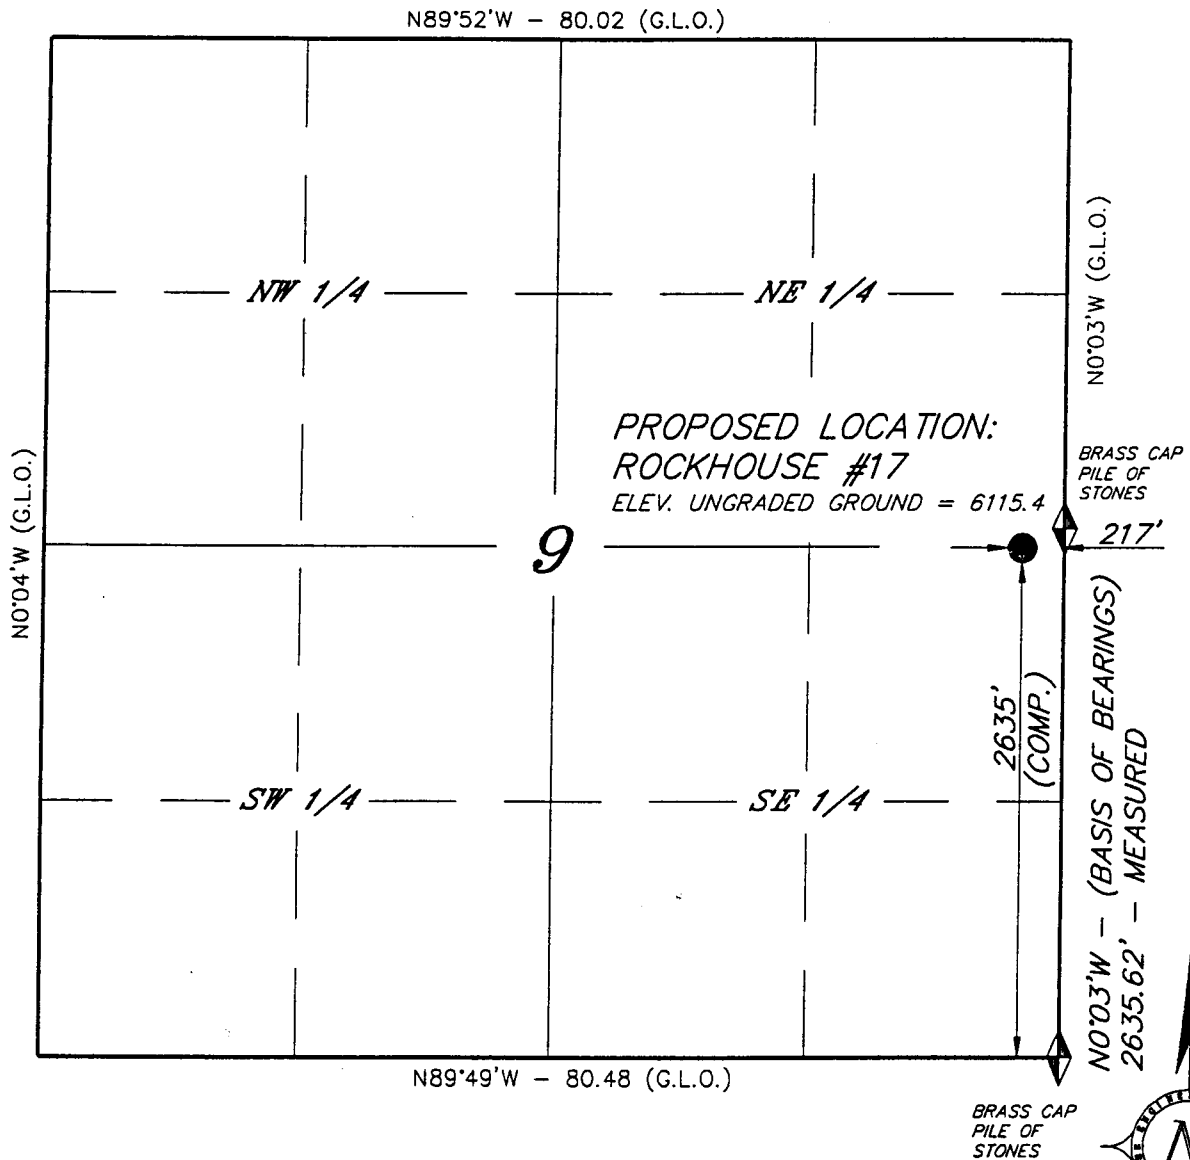 N89°52'W – 80.02 (G.L.O.)
N0°03'W (G.L.O.)
NW 1/4
NE 1/4
PROPOSED LOCATION:
ROCKHOUSE #17
ELEV. UNGRADED GROUND = 6115.4
BRASS CAP
PILE OF
STONES
217'
N0°04'W (G.L.O.)
9
2635'
(COMP.)
N0°03'W – (BASIS OF BEARINGS)
2635.62' – MEASURED
SW 1/4
SE 1/4
N89°49'W – 80.48 (G.L.O.)
BRASS CAP
PILE OF
STONES